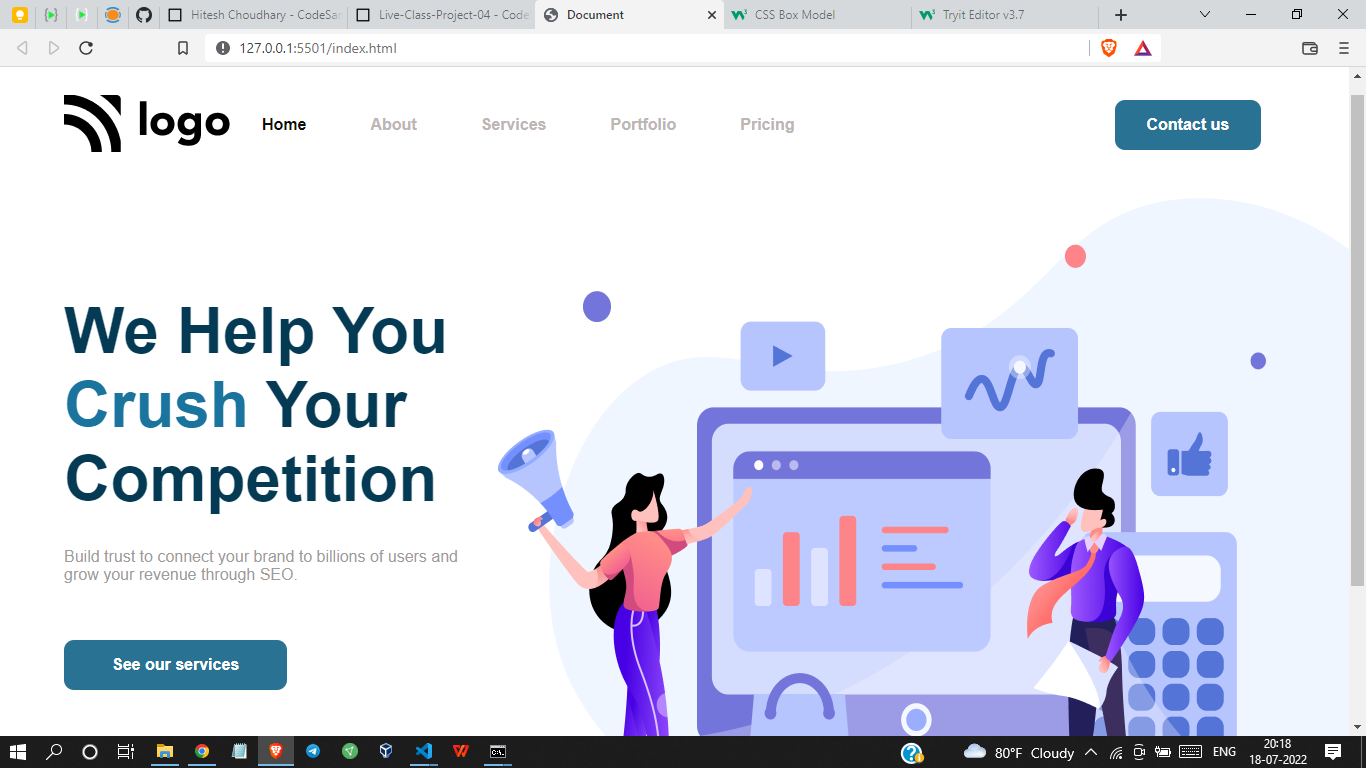 Hitesh Choudhary - CodeSan
Live-Class-Project-04 - Code
Document
CSS Box Model
Tryit Editor v3.7
127.0.0.1:5501/index.html
logo
Home
About
Services
Portfolio
Pricing
Contact us
We Help You
Crush Your
Competition
Build trust to connect your brand to billions of users and
grow your revenue through SEO.
See our services
80°F Cloudy
ENG
20:18
18-07-2022